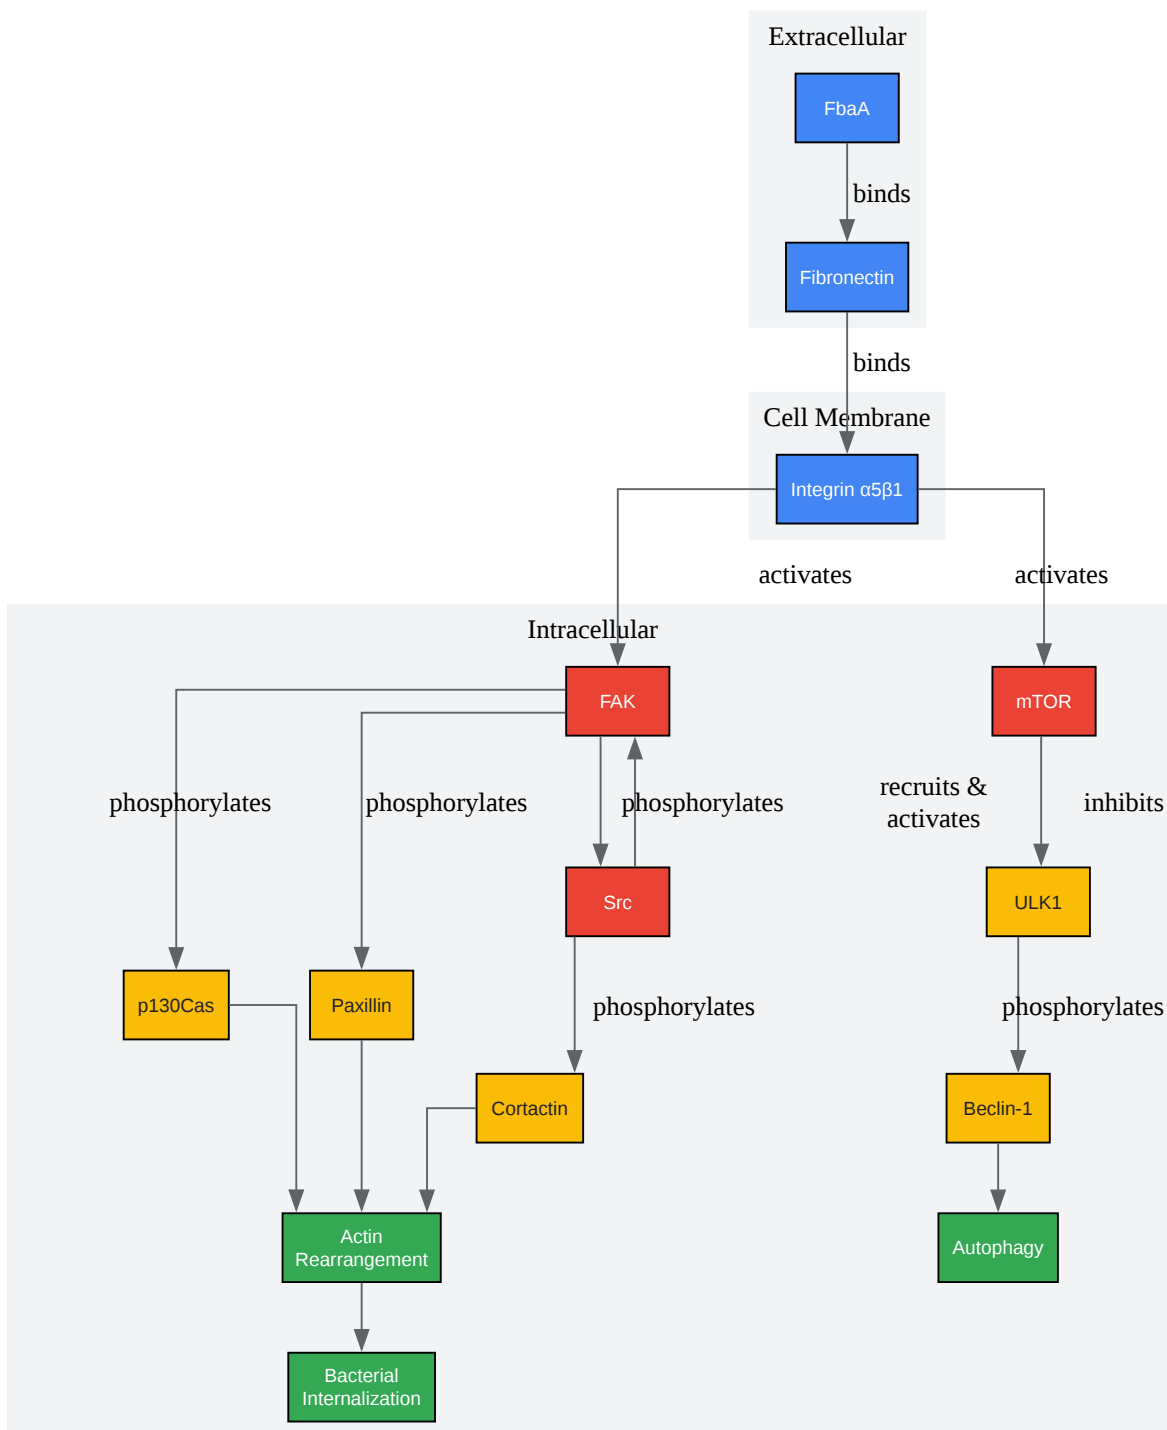 Extracellular
FbaA
binds
Fibronectin
binds
Cell Membrane
Integrin α5β1
activates
activates
Intracellular
FAK
mTOR
phosphorylates
phosphorylates
phosphorylates
recruits &
activates
inhibits
Src
ULK1
p130Cas
Paxillin
phosphorylates
phosphorylates
Cortactin
Beclin-1
Actin
Rearrangement
Autophagy
Bacterial
Internalization